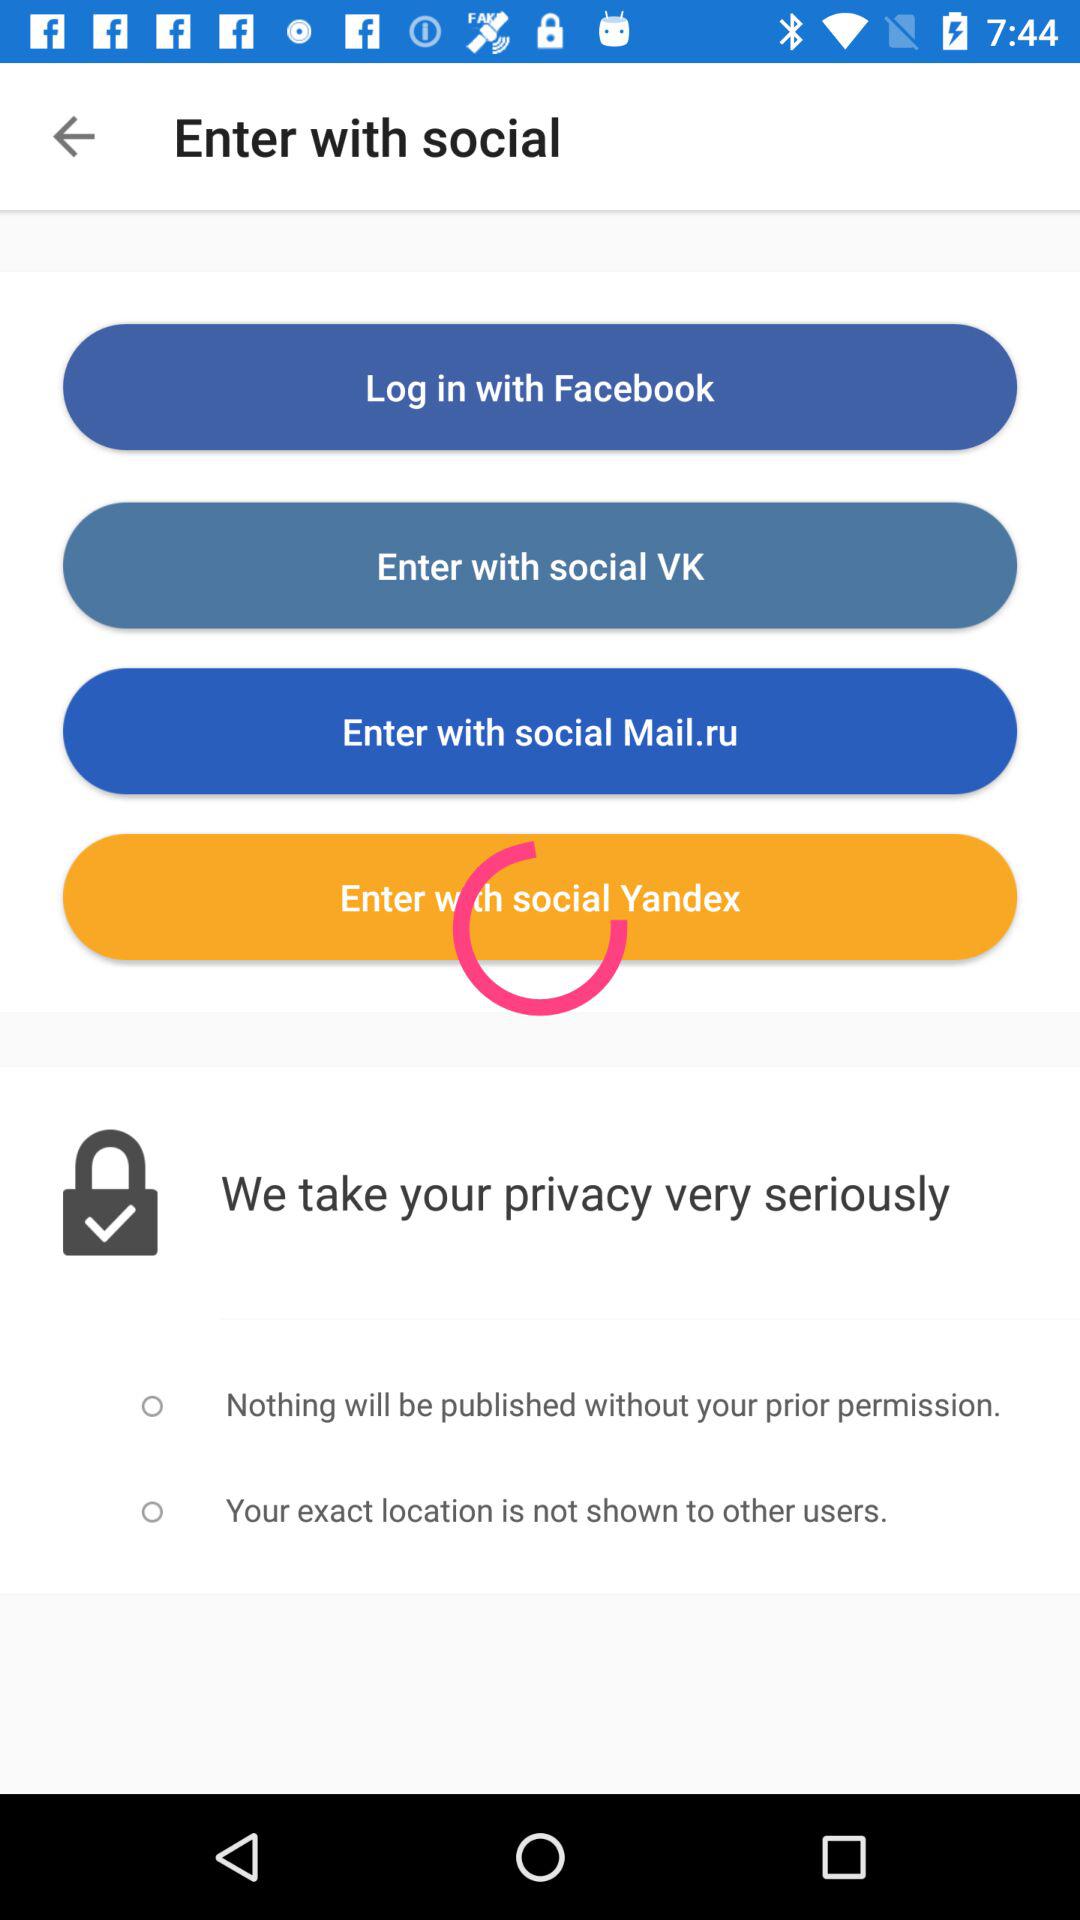 FAKE 7:44
Enter with social
Log in with Facebook
Enter with social VK
Enter with social Mail.ru
Enter with social Yandex
We take your privacy very seriously
Nothing will be published without your prior permission.
Your exact location is not shown to other users.